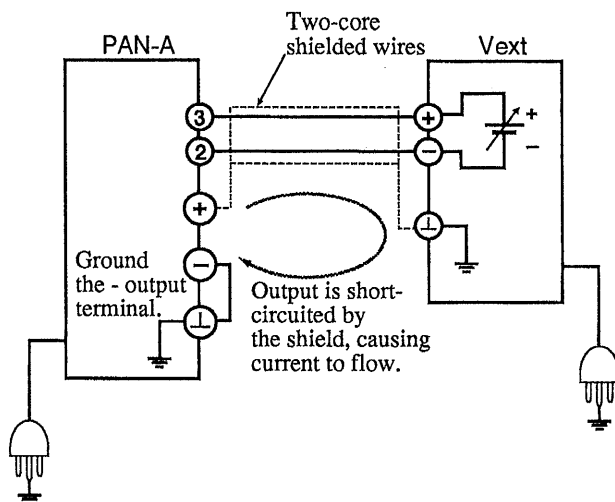 Two-core
shielded wires
PAN-A
Vext
3
+
+
2
−
−
+
⊥
−
Ground
the - output
terminal.
⊥
Output is short-
circuited by
the shield, causing
current to flow.